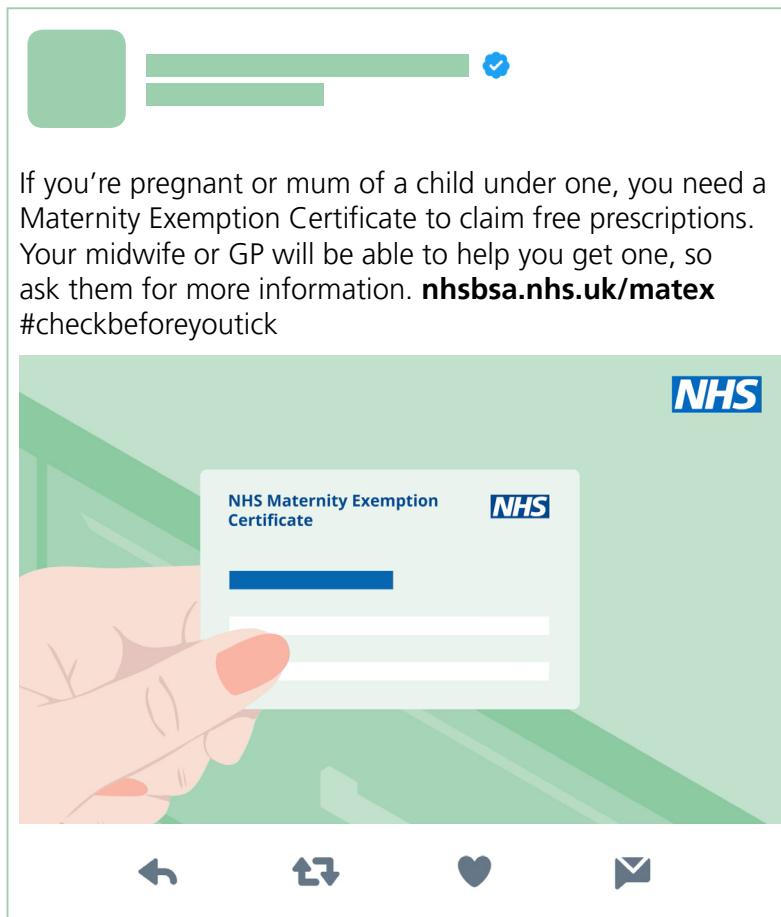 If you’re pregnant or mum of a child under one, you need a
Maternity Exemption Certificate to claim free prescriptions.
Your midwife or GP will be able to help you get one, so
ask them for more information. nhsbsa.nhs.uk/matex
#checkbeforeyoutick
NHS
NHS Maternity Exemption
Certificate
NHS